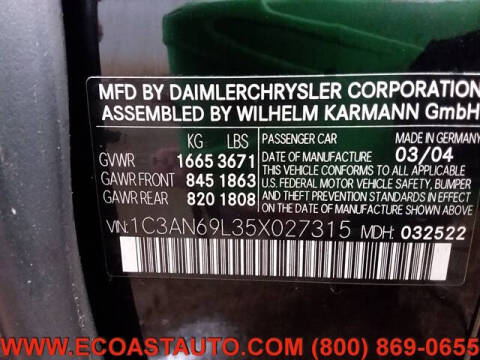 MFD BY DAIMLERCHRYSLER CORPORATION
ASSEMBLED BY WILHELM KARMANN GmbH
KG LBS PASSENGER CAR MADE IN GERMANY
GVWR 1665 3671 DATE OF MANUFACTURE 03/04
GAWR FRONT 845 1863
GAWR REAR 820 1808
THIS VEHICLE CONFORMS TO ALL APPLICABLE
U.S. FEDERAL MOTOR VEHICLE SAFETY, BUMPER
AND THEFT PREVENTION STANDARDS IN EFFECT
ON THE DATE OF MANUFACTURE SHOWN ABOVE.
VIN: 1C3AN69L35X027315 MDH: 032522
WWW.ECOASTAUTO.COM (800) 869-0655